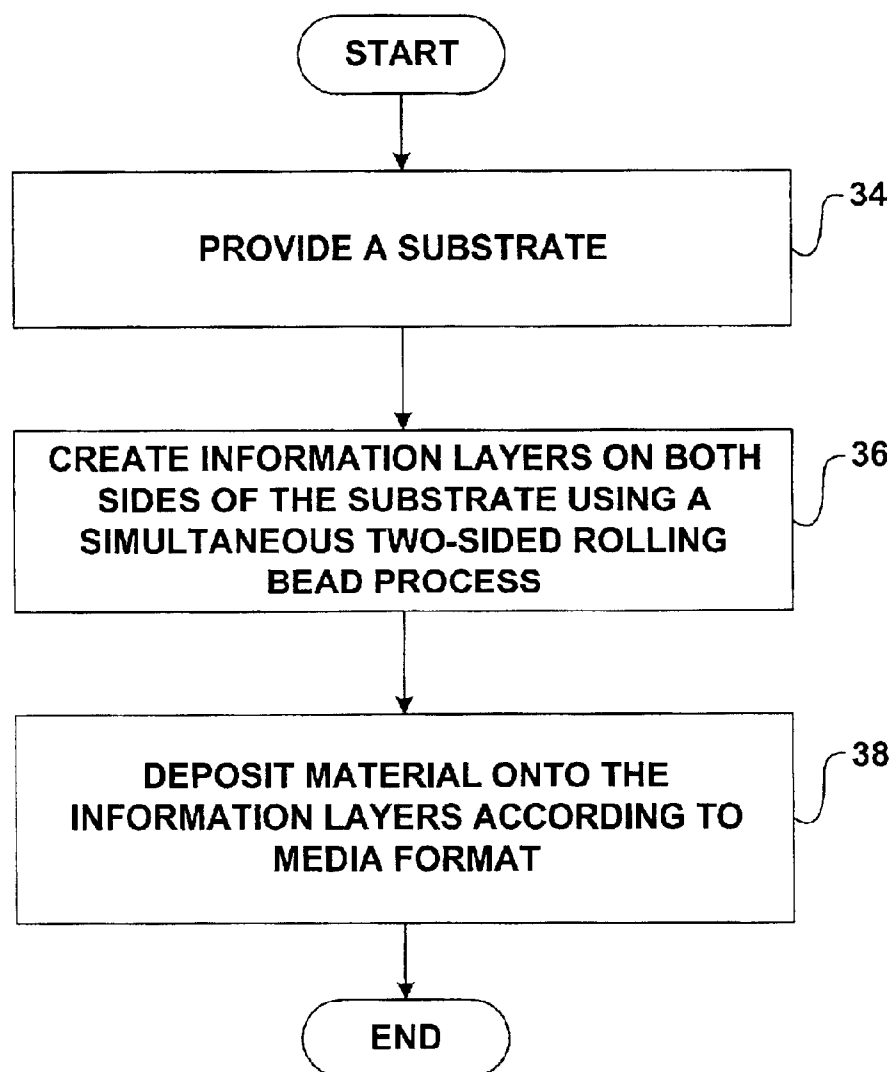 START
PROVIDE A SUBSTRATE
34
CREATE INFORMATION LAYERS ON BOTH
SIDES OF THE SUBSTRATE USING A
SIMULTANEOUS TWO-SIDED ROLLING
BEAD PROCESS
36
DEPOSIT MATERIAL ONTO THE
INFORMATION LAYERS ACCORDING TO
MEDIA FORMAT
38
END